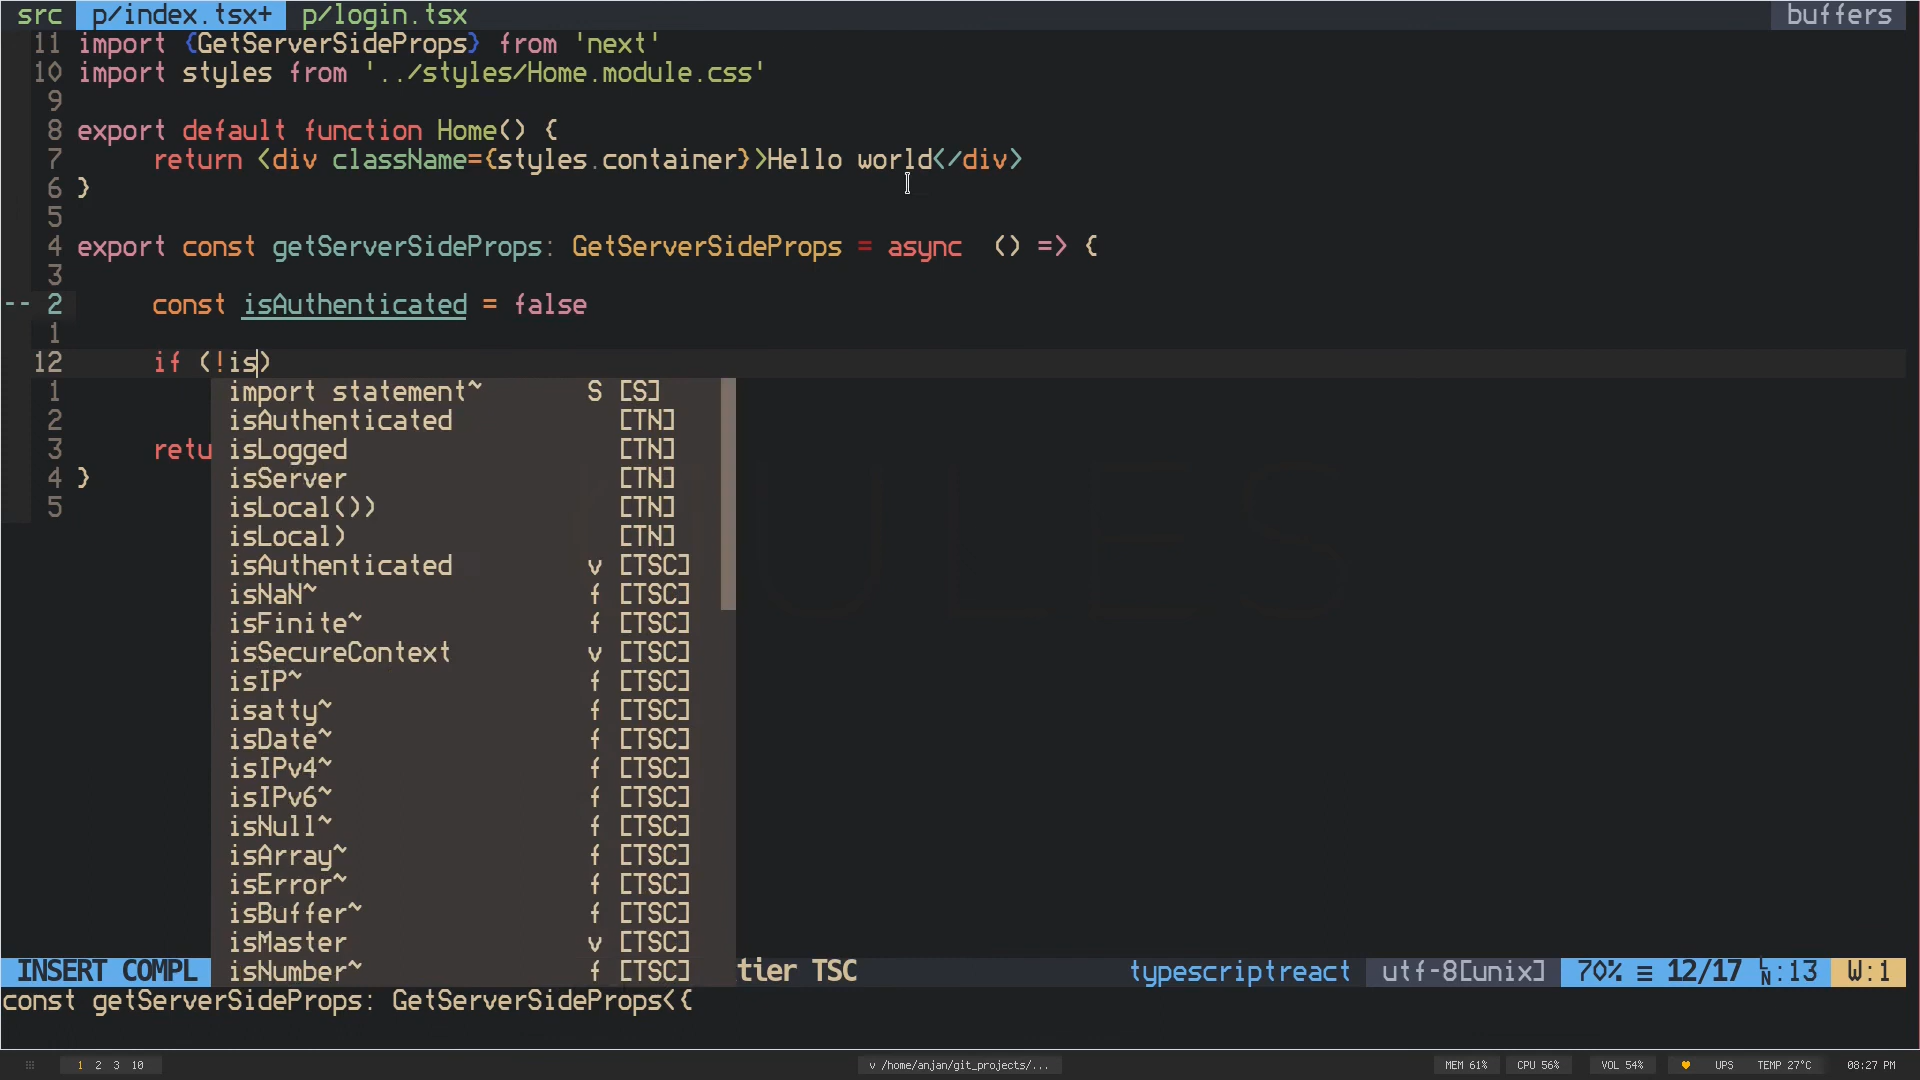 src p/index.tsx+ p/login.tsx buffers
11 import {GetServerSideProps} from 'next'
10 import styles from '../styles/Home.module.css'
9
8 export default function Home() {
7 return <div className={styles.container}>Hello world</div>
6 }
5
4 export const getServerSideProps: GetServerSideProps = async () => {
3
-- 2 const isAuthenticated = false
1
12 if (!is)
import statement~ S [S]
1
isAuthenticated [TN]
2
isLogged [TN]
3 retu
isServer [TN]
4 }
isLocal()) [TN]
5
isLocal) [TN]
isAuthenticated v [TSC]
isNaN~ f [TSC]
isFinite~ f [TSC]
isSecureContext v [TSC]
isIP~ f [TSC]
isatty~ f [TSC]
isDate~ f [TSC]
isIPv4~ f [TSC]
isIPv6~ f [TSC]
isNull~ f [TSC]
isArray~ f [TSC]
isError~ f [TSC]
isBuffer~ f [TSC]
isMaster v [TSC]
isNumber~ f [TSC]
INSERT COMPL tier TSC typescriptreact utf-8[unix] 70% ≡ 12/17 LN:13 W:1
const getServerSideProps: GetServerSideProps<{
1 2 3 10 v /home/anjan/git_projects/... MEM 61% CPU 56% VOL 54% ♥ UPS TEMP 27°C 08:27 PM